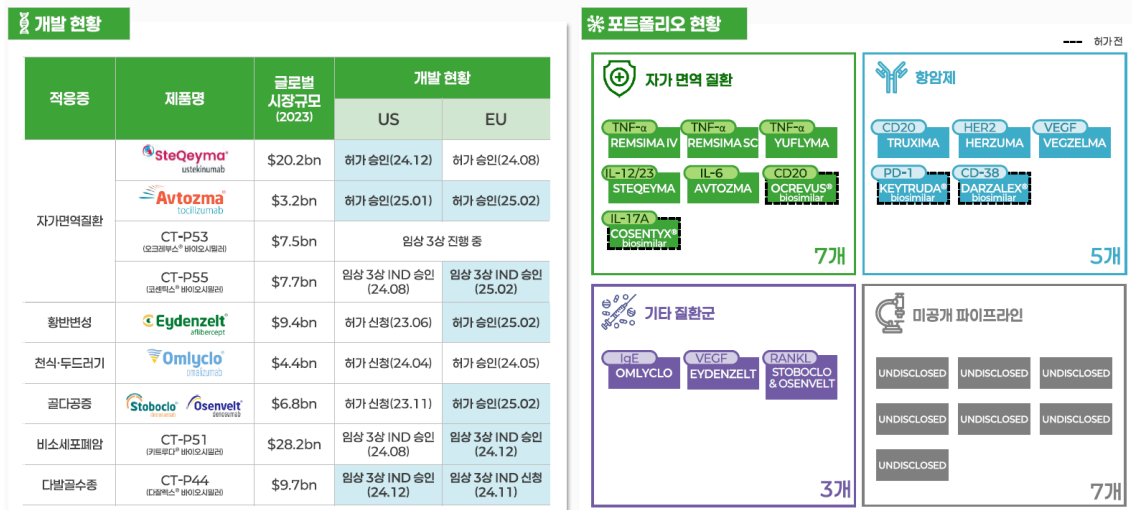 개발 현황
적응증 제품명 글로벌 시장규모 (2023) 개발 현황
US EU
자가면역질환
SteQeyma® ustekinumab $20.2bn 허가 승인(24.12) 허가 승인(24.08)
Avtozma® tocilizumab $3.2bn 허가 승인(25.01) 허가 승인(25.02)
CT-P53 (오크레부스® 바이오시밀러) $7.5bn 임상 3상 진행 중
CT-P55 (코센틱스® 바이오시밀러) $7.7bn 임상 3상 IND 승인 (24.08) 임상 3상 IND 승인 (25.02)
황반변성 Eydenzelt® aflibercept $9.4bn 허가 신청(23.06) 허가 승인(25.02)
천식·두드러기 Omlyclo® omalizumab $4.4bn 허가 신청(24.04) 허가 승인(24.05)
골다공증 Stoboclo® denosumab Osenvelt® denosumab $6.8bn 허가 신청(23.11) 허가 승인(25.02)
비소세포폐암 CT-P51 (키트루다® 바이오시밀러) $28.2bn 임상 3상 IND 승인 (24.08) 임상 3상 IND 승인 (24.12)
다발골수종 CT-P44 (다잘렉스® 바이오시밀러) $9.7bn 임상 3상 IND 승인 (24.12) 임상 3상 IND 신청 (24.11)
포트폴리오 현황
허가 전
자가 면역 질환
TNF-α TNF-α TNF-α
REMSIMA IV REMSIMA SC YUFLYMA
IL-12/23 IL-6 CD20
STEQEYMA AVTOZMA OCREVUS® biosimilar
IL-17A
COSENTYX® biosimilar
7개
항암제
CD20 HER2 VEGF
TRUXIMA HERZUMA VEGZELMA
PD-1 CD-38
KEYTRUDA® biosimilar DARZALEX® biosimilar
5개
기타 질환군
IgE VEGF RANKL
OMLYCLO EYDENZELT STOBOCLO & OSENVELT
3개
미공개 파이프라인
UNDISCLOSED UNDISCLOSED UNDISCLOSED
UNDISCLOSED UNDISCLOSED UNDISCLOSED
UNDISCLOSED
7개